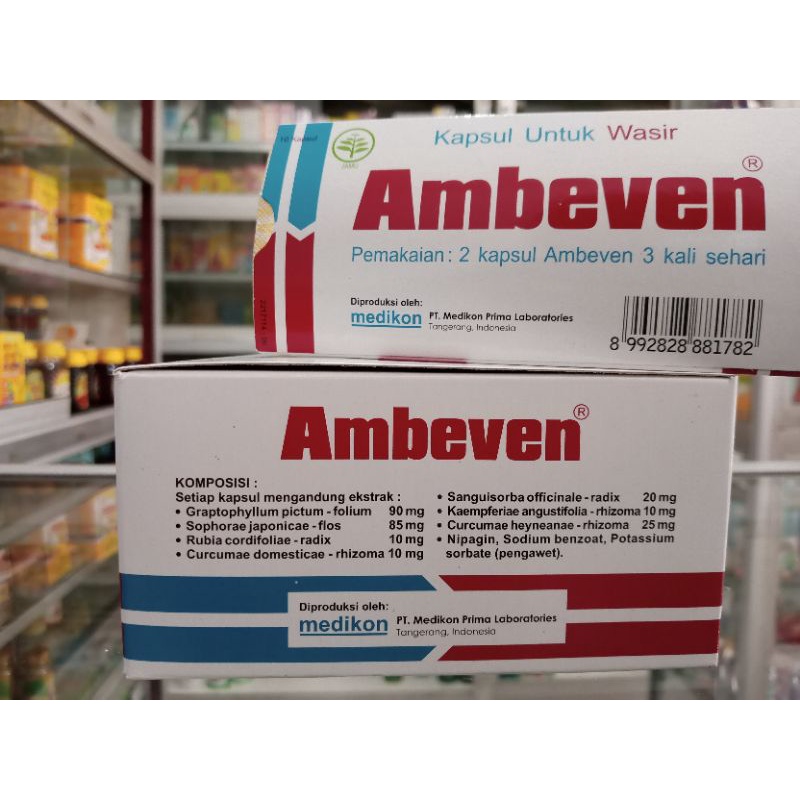 10 Kapsul
JAMU
Kapsul Untuk Wasir
Ambeven®
Pemakaian: 2 kapsul Ambeven 3 kali sehari
Diproduksi oleh:
medikon PT. Medikon Prima Laboratories
Tangerang, Indonesia
8 992828 881782
Ambeven®
KOMPOSISI :
Setiap kapsul mengandung ekstrak :
• Graptophyllum pictum - folium 90 mg
• Sophorae japonicae - flos 85 mg
• Rubia cordifoliae - radix 10 mg
• Curcumae domesticae - rhizoma 10 mg
• Sanguisorba officinale - radix 20 mg
• Kaempferiae angustifolia - rhizoma 10 mg
• Curcumae heyneanae - rhizoma 25 mg
• Nipagin, Sodium benzoat, Potassium
sorbate (pengawet).
Diproduksi oleh:
medikon PT. Medikon Prima Laboratories
Tangerang, Indonesia